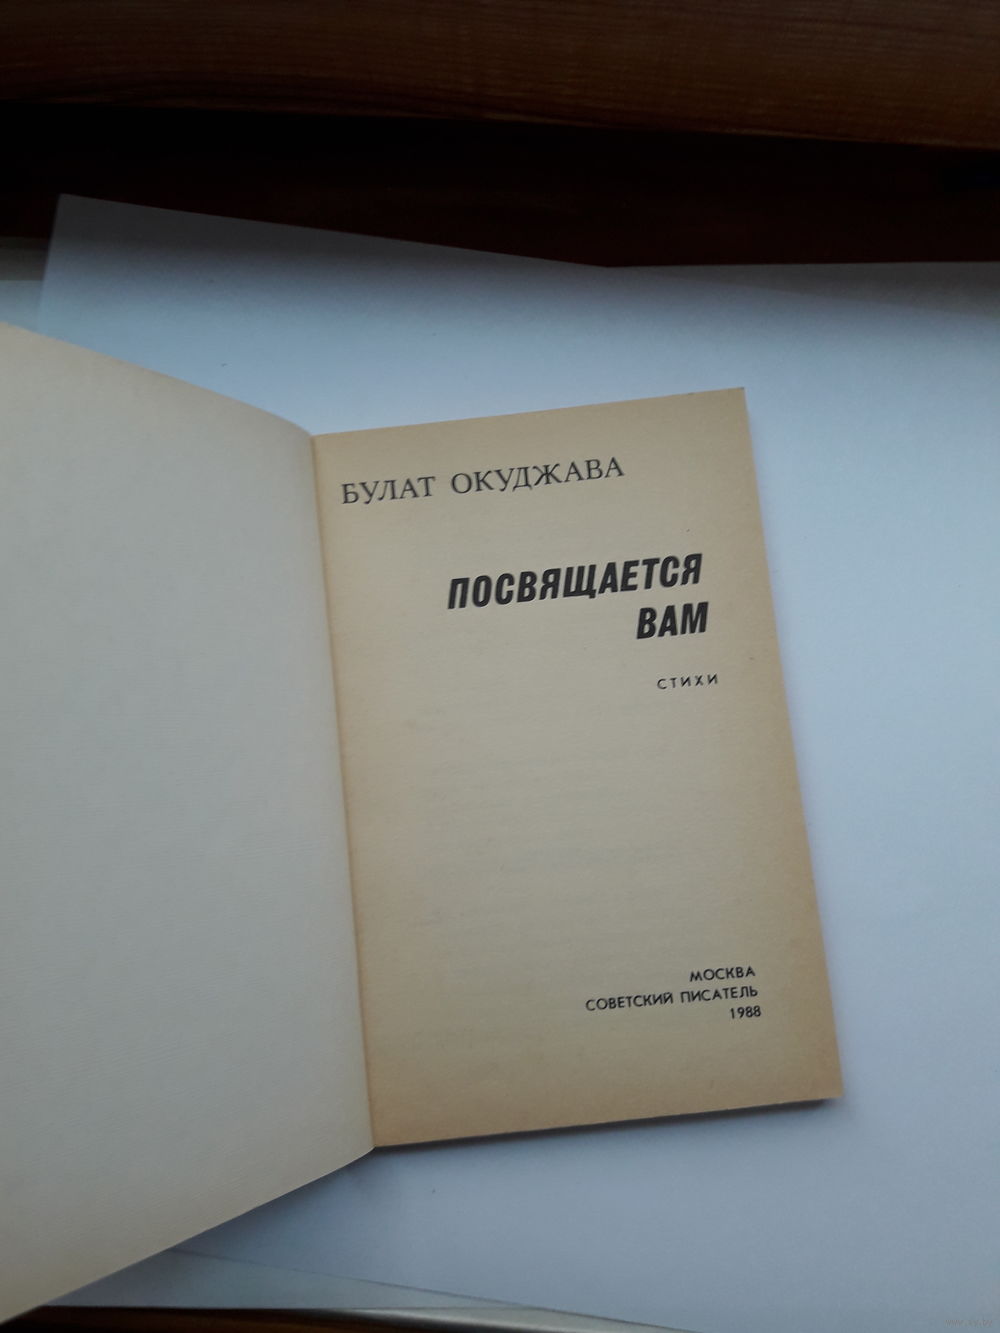 БУЛАТ ОКУДЖАВА
ПОСВЯЩАЕТСЯ
ВАМ
СТИХИ
МОСКВА
СОВЕТСКИЙ ПИСАТЕЛЬ
1988